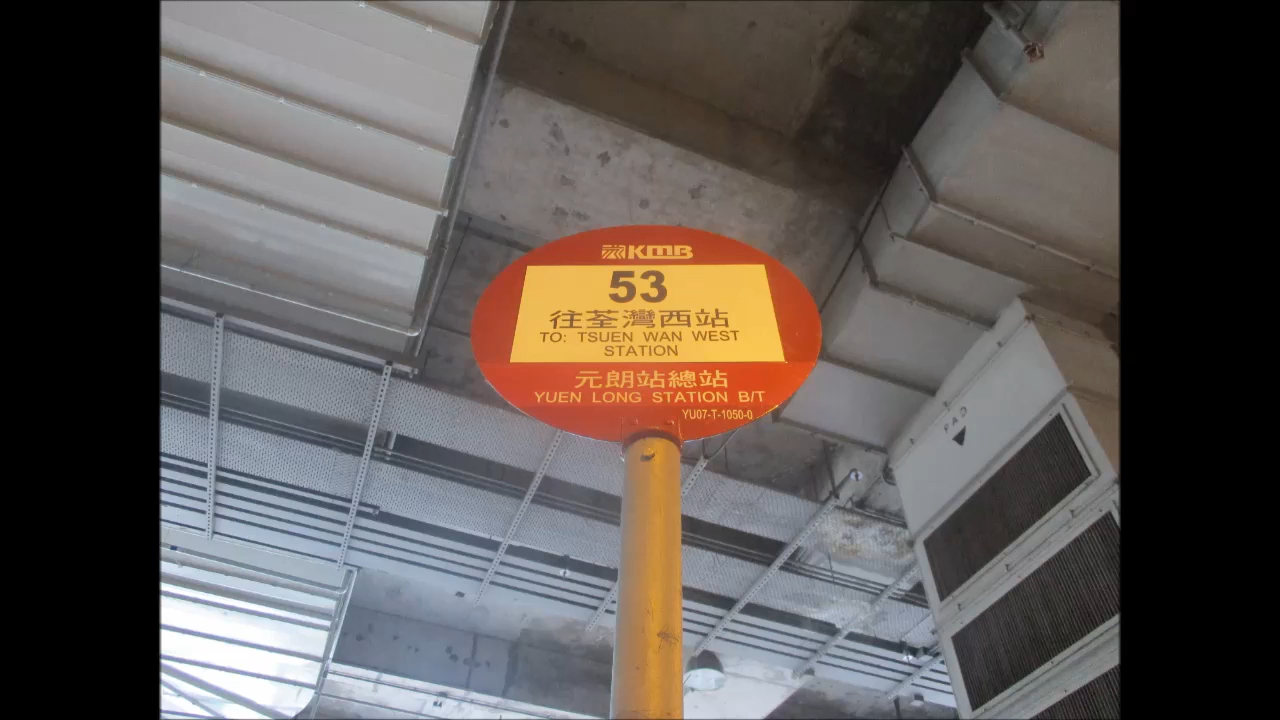 KMB
53
往荃灣西站
TO: TSUEN WAN WEST
STATION
元朗站總站
YUEN LONG STATION B/T
YU07-T-1050-0
FAD